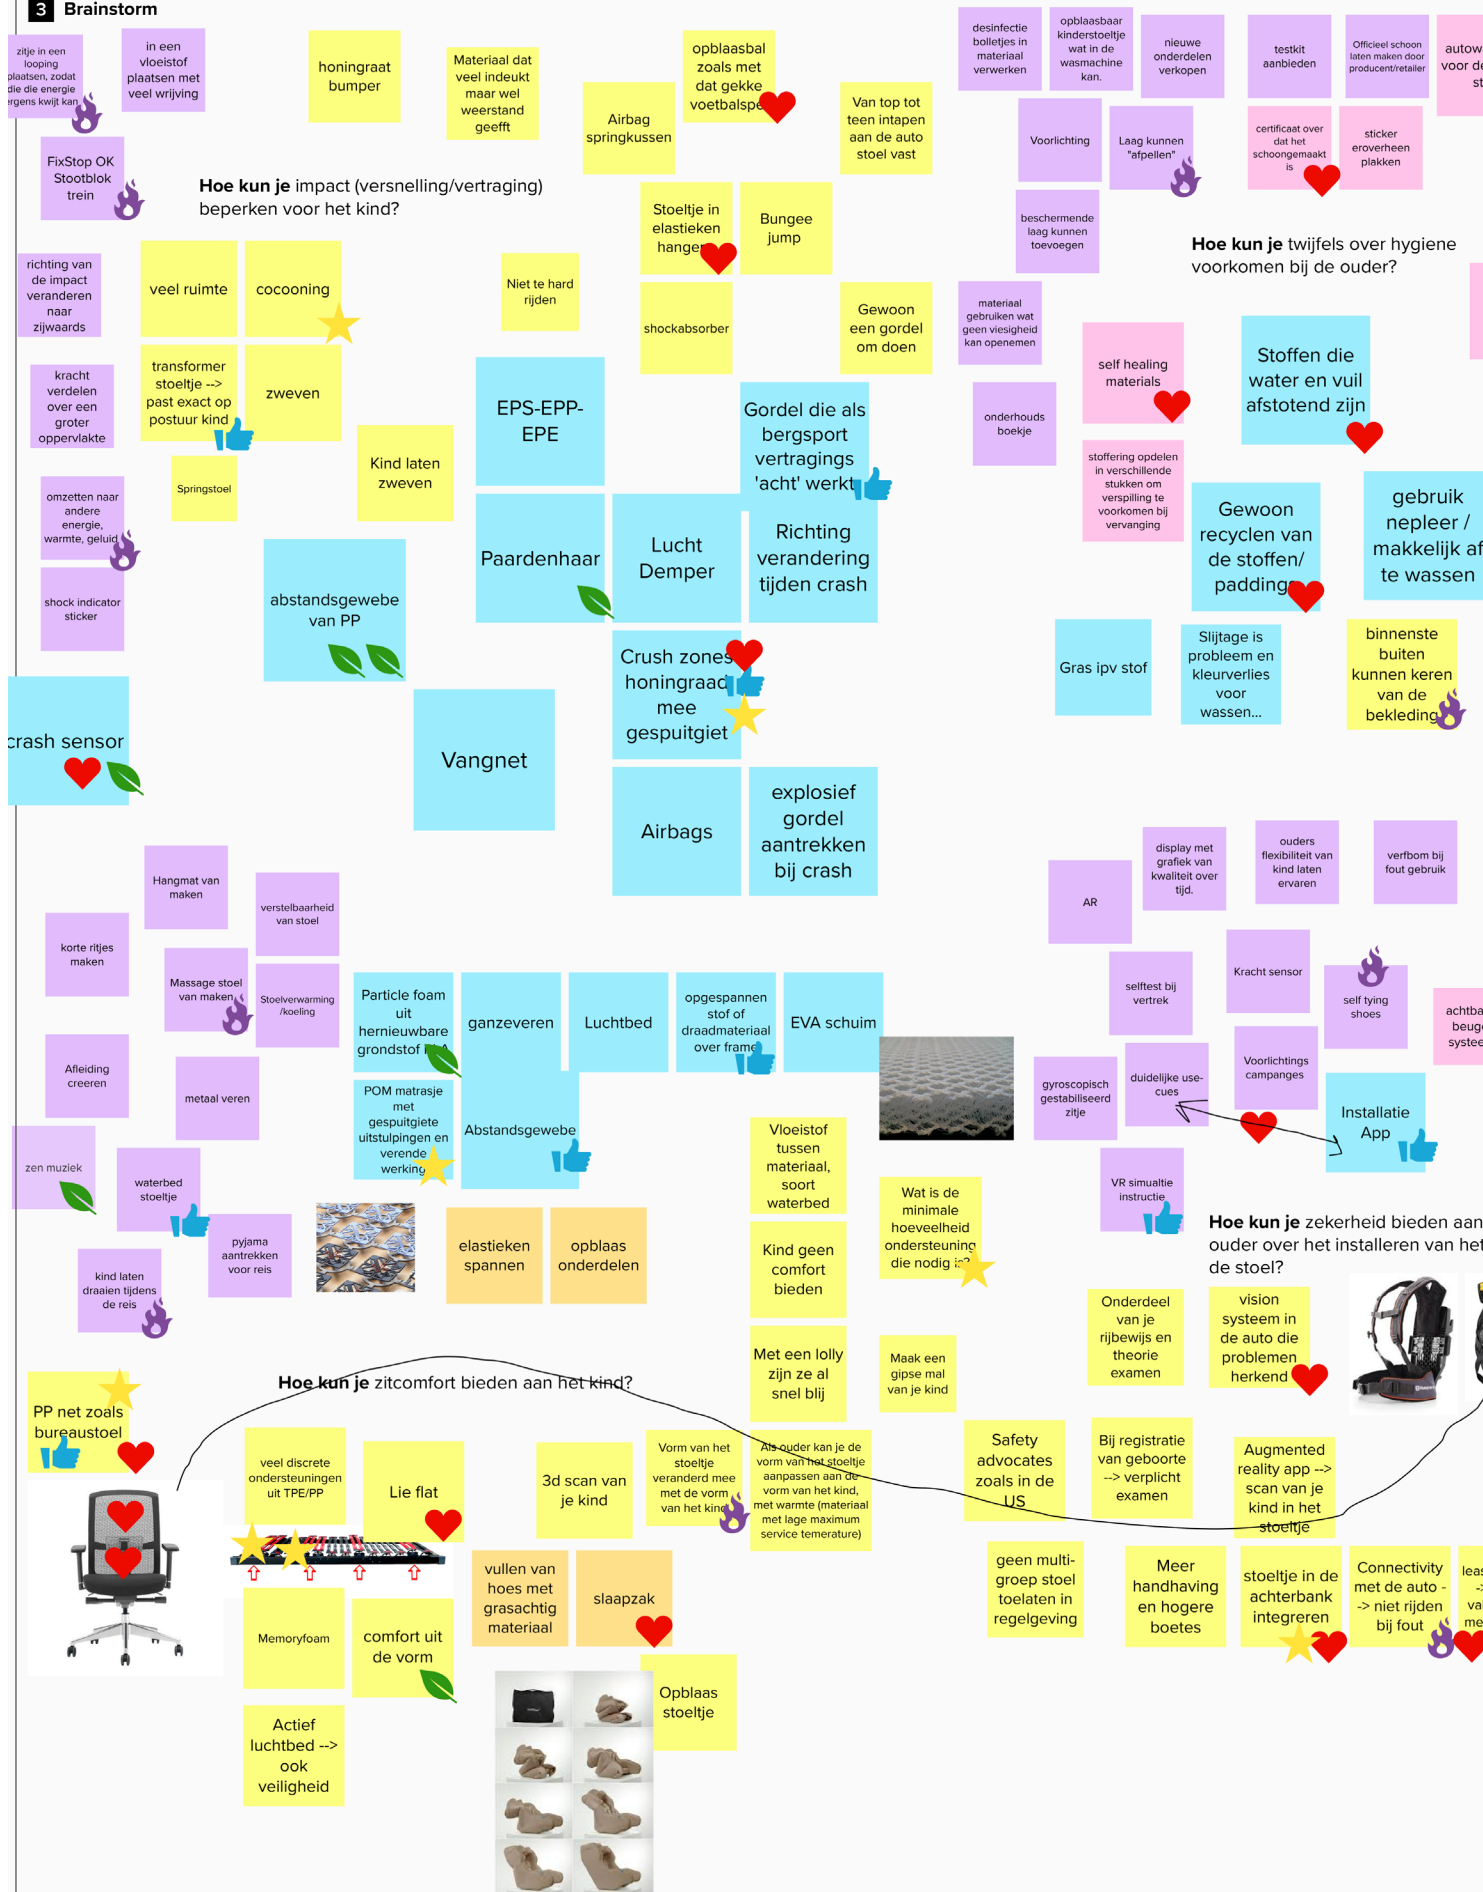 3 Brainstorm
zitje in een
looping
plaatsen, zodat
die die energie
ergens kwijt kan
in een
vloeistof
plaatsen met
veel wrijving
FixStop OK
Stootblok
trein
honingraat
bumper
Materiaal dat
veel indeukt
maar wel
weerstand
geefft
Airbag
springkussen
opblaasbal
zoals met
dat gekke
Van top tot
teen intapen
aan de auto
stoel vast
Hoe kun je impact (versnelling/vertraging)
beperken voor het kind?
Stoeltje in
elastieken
Bungee
jump
richting van
de impact
veranderen
naar
zijwaards
veel ruimte
cocooning
Niet te hard
rijden
shockabsorber
Gewoon
een gordel
om doen
kracht
verdelen
over een
groter
oppervlakte
transformer
stoeltje -->
past exact op
postuur kind
zweven
Springstoel
Kind laten
zweven
EPS-EPP-
EPE
Gordel die als
bergsport
vertragings
'acht' werkt
omzetten naar
andere
energie,
warmte, geluid
shock indicator
sticker
abstandsgewebe
van PP
Paardenhaar
Lucht
Demper
Richting
verandering
tijden crash
Crush zones
honingraad
mee
gespuitgiet
crash sensor
Vangnet
Airbags
explosief
gordel
aantrekken
bij crash
desinfectie
bolletjes in
materiaal
verwerken
opblaasbaar
kinderstoeltje
wat in de
wasmachine
kan.
nieuwe
onderdelen
verkopen
testkit
aanbieden
Officieel schoon
laten maken door
producent/retailer
autow
voor de
st
Voorlichting
Laag kunnen
"afpellen"
certificaat over
dat het
schoongemaakt
is
sticker
eroverheen
plakken
beschermende
laag kunnen
toevoegen
Hoe kun je twijfels over hygiene
voorkomen bij de ouder?
materiaal
gebruiken wat
geen viesigheid
kan openemen
self healing
materials
Stoffen die
water en vuil
afstotend zijn
onderhouds
boekje
stoffering opdelen
in verschillende
stukken om
verspilling te
voorkomen bij
vervanging
Gewoon
recyclen van
de stoffen/
paddings
gebruik
nepleer /
makkelijk af
te wassen
Gras ipv stof
Slijtage is
probleem en
kleurverlies
voor
wassen...
binnenste
buiten
kunnen keren
van de
bekleding
Hangmat van
maken
verstelbaarheid
van stoel
korte ritjes
maken
Massage stoel
van maken
Stoelverwarming
/koeling
Afleiding
creeren
metaal veren
zen muziek
waterbed
stoeltje
pyjama
aantrekken
voor reis
kind laten
draaien tijdens
de reis
Particle foam
uit
hernieuwbare
grondstof
ganzeveren
Luchtbed
opgespannen
stof of
draadmateriaal
over frame
EVA schuim
POM matrasje
met
gespuitgiete
uitstulpingen en
verende
werking
Abstandsgewebe
elastieken
spannen
opblaas
onderdelen
Vloeistof
tussen
materiaal,
soort
waterbed
Kind geen
comfort
bieden
Met een lolly
zijn ze al
snel blij
Wat is de
minimale
hoeveelheid
ondersteuning
die nodig
Maak een
gipse mal
van je kind
AR
display met
grafiek van
kwaliteit over
tijd.
ouders
flexibiliteit van
kind laten
ervaren
verfbom bij
fout gebruik
selftest bij
vertrek
Kracht sensor
self tying
shoes
achtba
beuge
systee
gyroscopisch
gestabiliseerd
zitje
duidelijke use-
cues
Voorlichtings
campanges
Installatie
App
VR simualtie
instructie
Hoe kun je zekerheid bieden aan
ouder over het installeren van het
de stoel?
Onderdeel
van je
rijbewijs en
theorie
examen
vision
systeem in
de auto die
problemen
herkend
PP net zoals
bureaustoel
Hoe kun je zitcomfort bieden aan het kind?
veel discrete
ondersteuningen
uit TPE/PP
Lie flat
3d scan van
je kind
Vorm van het
stoeltje
veranderd mee
met de vorm
van het kind
Als ouder kan je de
vorm van het stoeltje
aanpassen aan de
vorm van het kind,
met warmte (materiaal
met lage maximum
service temerature)
Memoryfoam
comfort uit
de vorm
vullen van
hoes met
grasachtig
materiaal
slaapzak
Opblaas
stoeltje
Actief
luchtbed -->
ook
veiligheid
Safety
advocates
zoals in de
US
Bij registratie
van geboorte
--> verplicht
examen
Augmented
reality app -->
scan van je
kind in het
stoeltje
geen multi-
groep stoel
toelaten in
regelgeving
Meer
handhaving
en hogere
boetes
stoeltje in de
achterbank
integreren
Connectivity
met de auto -
-> niet rijden
bij fout
leas
->
va
me